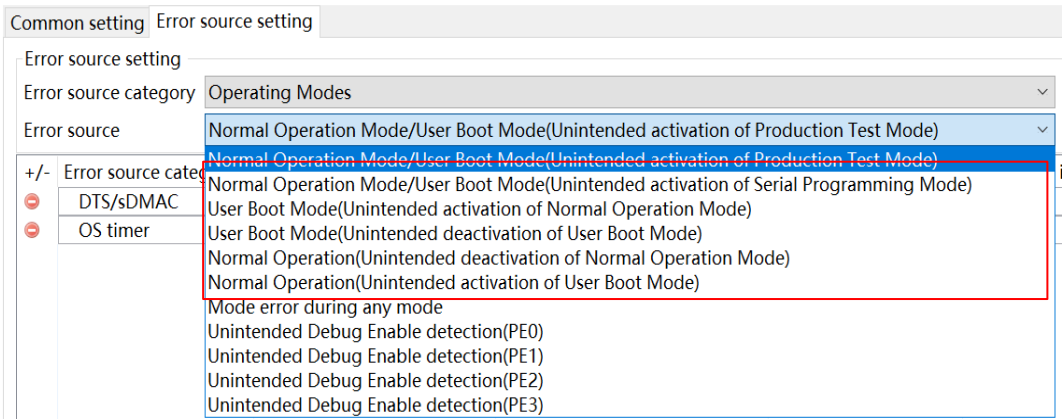 Common setting Error source setting
Error source setting
Error source category Operating Modes
Error source Normal Operation Mode/User Boot Mode(Unintended activation of Production Test Mode)
Normal Operation Mode/User Boot Mode(Unintended activation of Production Test Mode)
+/- Error source categ
Normal Operation Mode/User Boot Mode(Unintended activation of Serial Programming Mode)
DTS/sDMAC User Boot Mode(Unintended activation of Normal Operation Mode)
OS timer User Boot Mode(Unintended deactivation of User Boot Mode)
Normal Operation(Unintended deactivation of Normal Operation Mode)
Normal Operation(Unintended activation of User Boot Mode)
Mode error during any mode
Unintended Debug Enable detection(PE0)
Unintended Debug Enable detection(PE1)
Unintended Debug Enable detection(PE2)
Unintended Debug Enable detection(PE3)